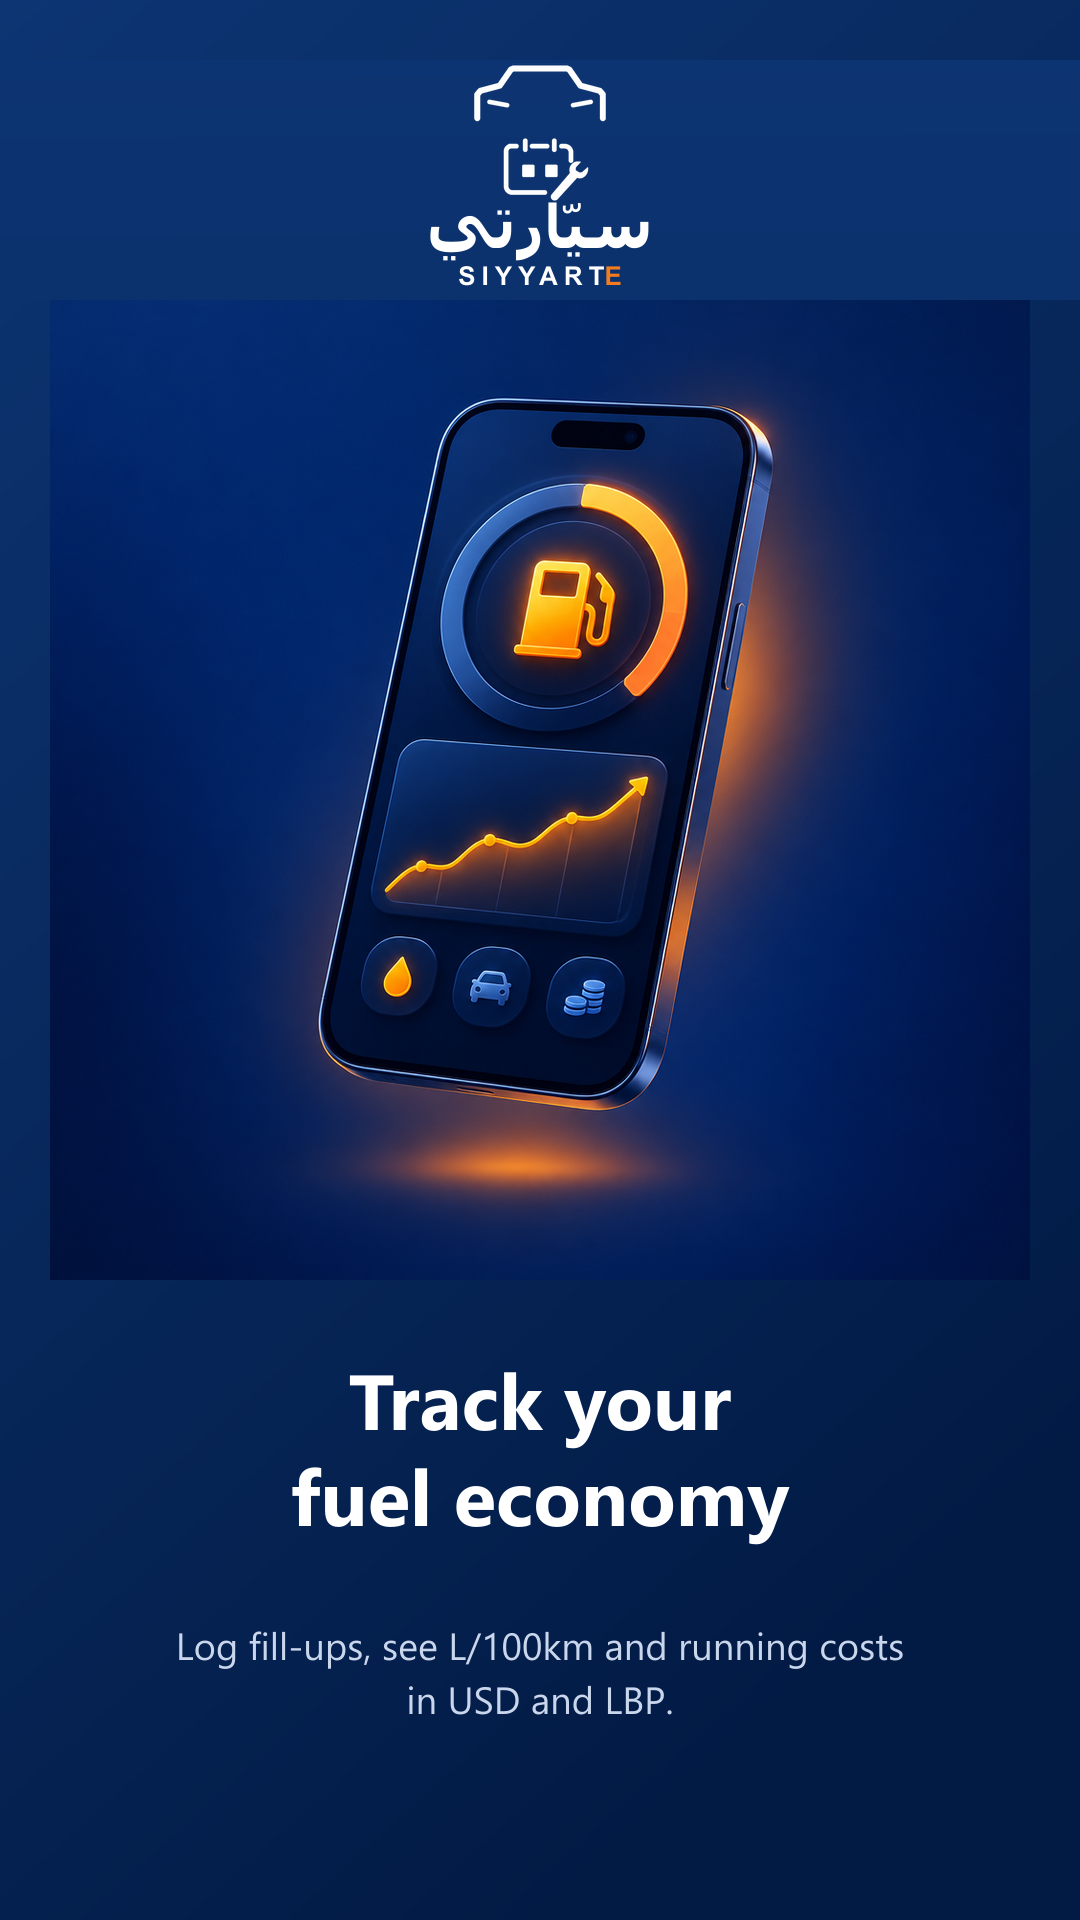 سيّارتي
SIYYARTE
Track your
fuel economy
Log fill-ups, see L/100km and running costs
in USD and LBP.